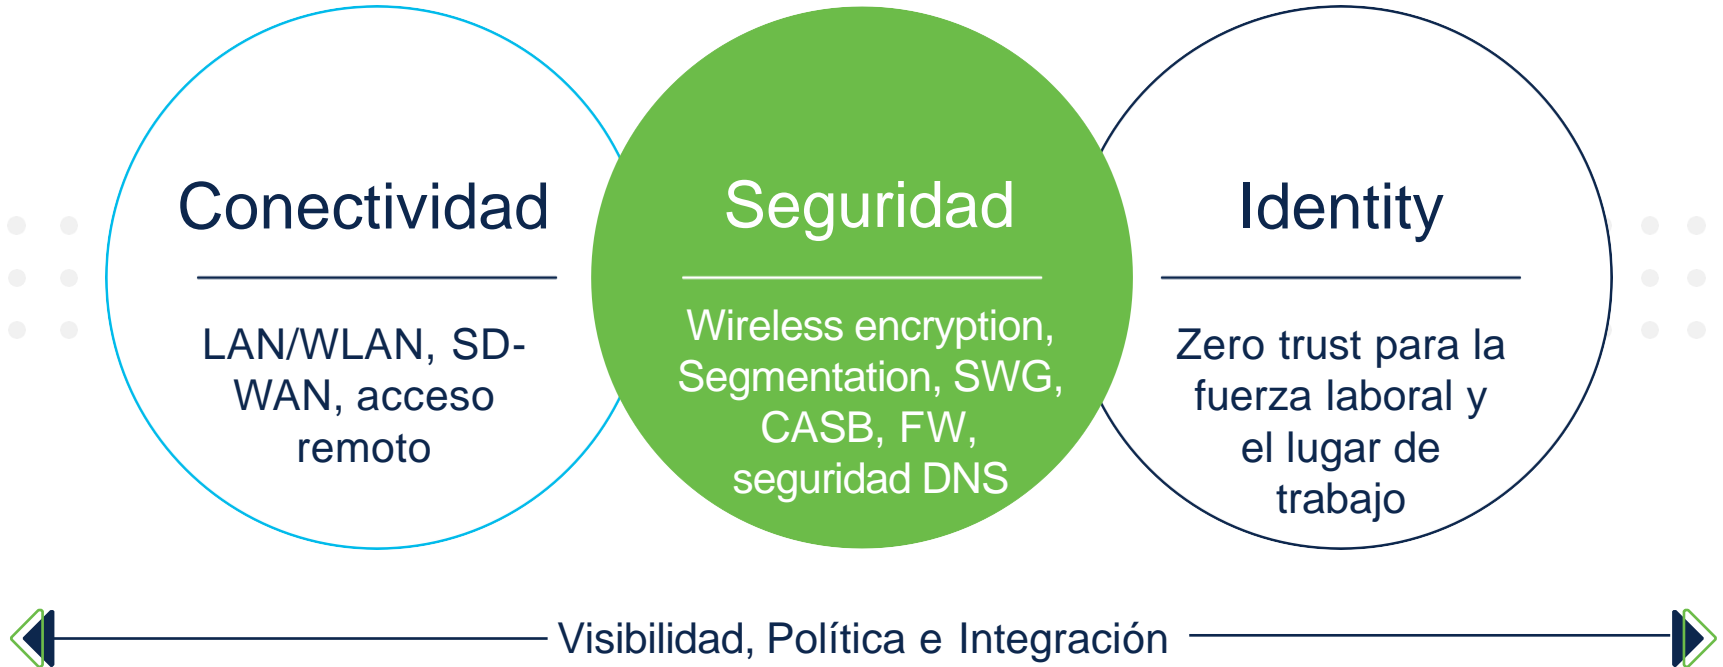 Conectividad
LAN/WLAN, SD-
WAN, acceso
remoto
Seguridad
Wireless encryption,
Segmentation, SWG,
CASB, FW,
seguridad DNS
Identity
Zero trust para la
fuerza laboral y
el lugar de
trabajo
Visibilidad, Política e Integración